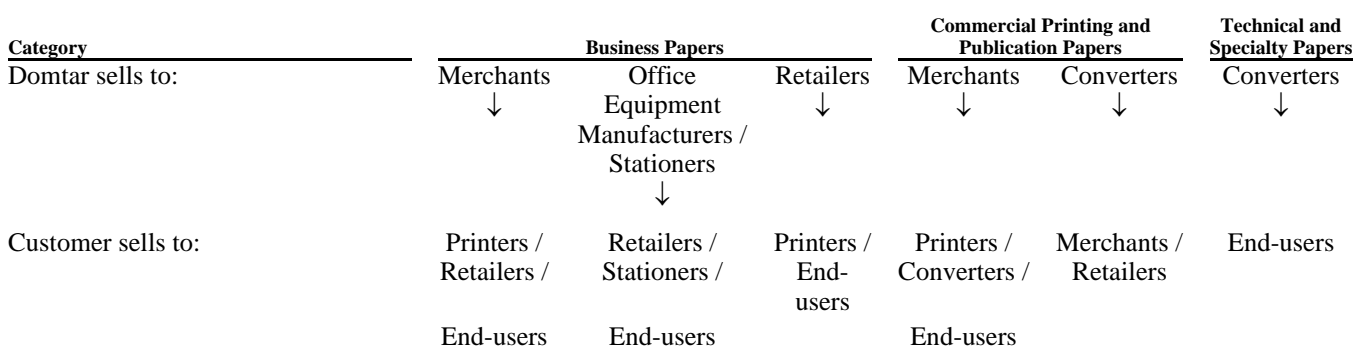 Commercial Printing and Technical and
Category Business Papers Publication Papers Specialty Papers
Domtar sells to: Merchants Office Retailers Merchants Converters Converters
↓ Equipment ↓ ↓ ↓ ↓
Manufacturers /
Stationers
↓
Customer sells to: Printers / Retailers / Printers / Printers / Merchants / End-users
Retailers / Stationers / End- Converters / Retailers
users
End-users End-users End-users